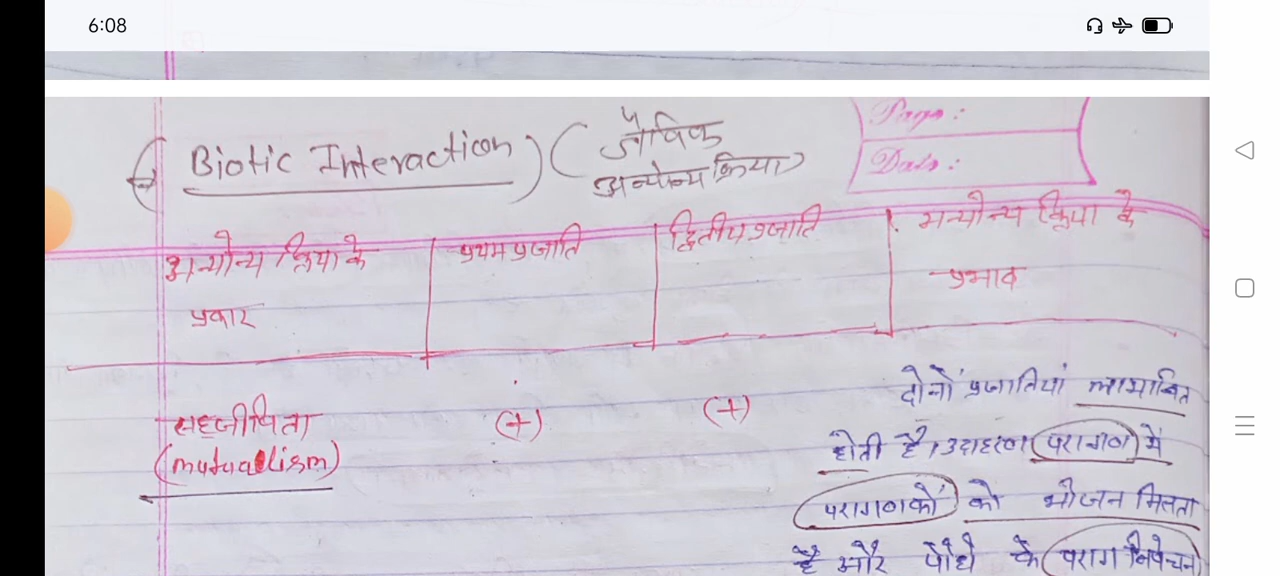 6:08
Page :
Date :
Biotic Interaction) (जैविक
अन्योन्य क्रिया)
अन्योन्य क्रिया के
प्रकार
प्रथम प्रजाति
द्वितीय प्रजाति
अन्योन्य क्रिया के
प्रभाव
सहजीविता
(mutuallism)
(+)
(+)
दोनों प्रजातियां लाभान्वित
होती है। उदाहरण परागण में
परागणकों को भोजन मिलता
है और पौधे के पराग निषेचन